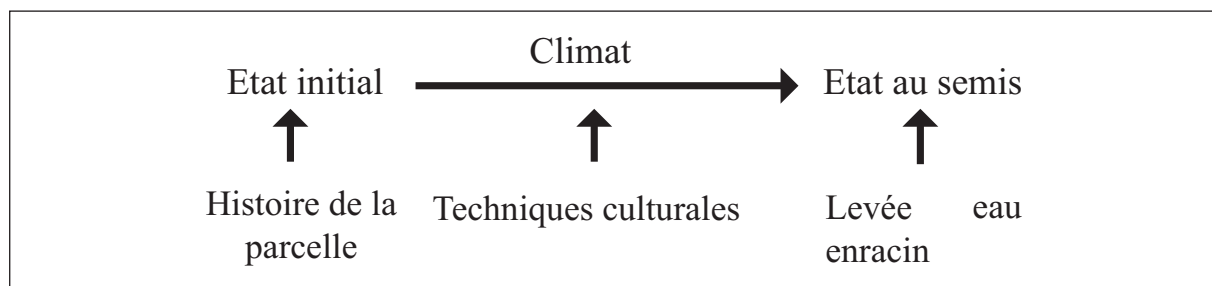 Climat
Etat initial
Etat au semis
Histoire de la
parcelle
Techniques culturales
Levée eau
enracin